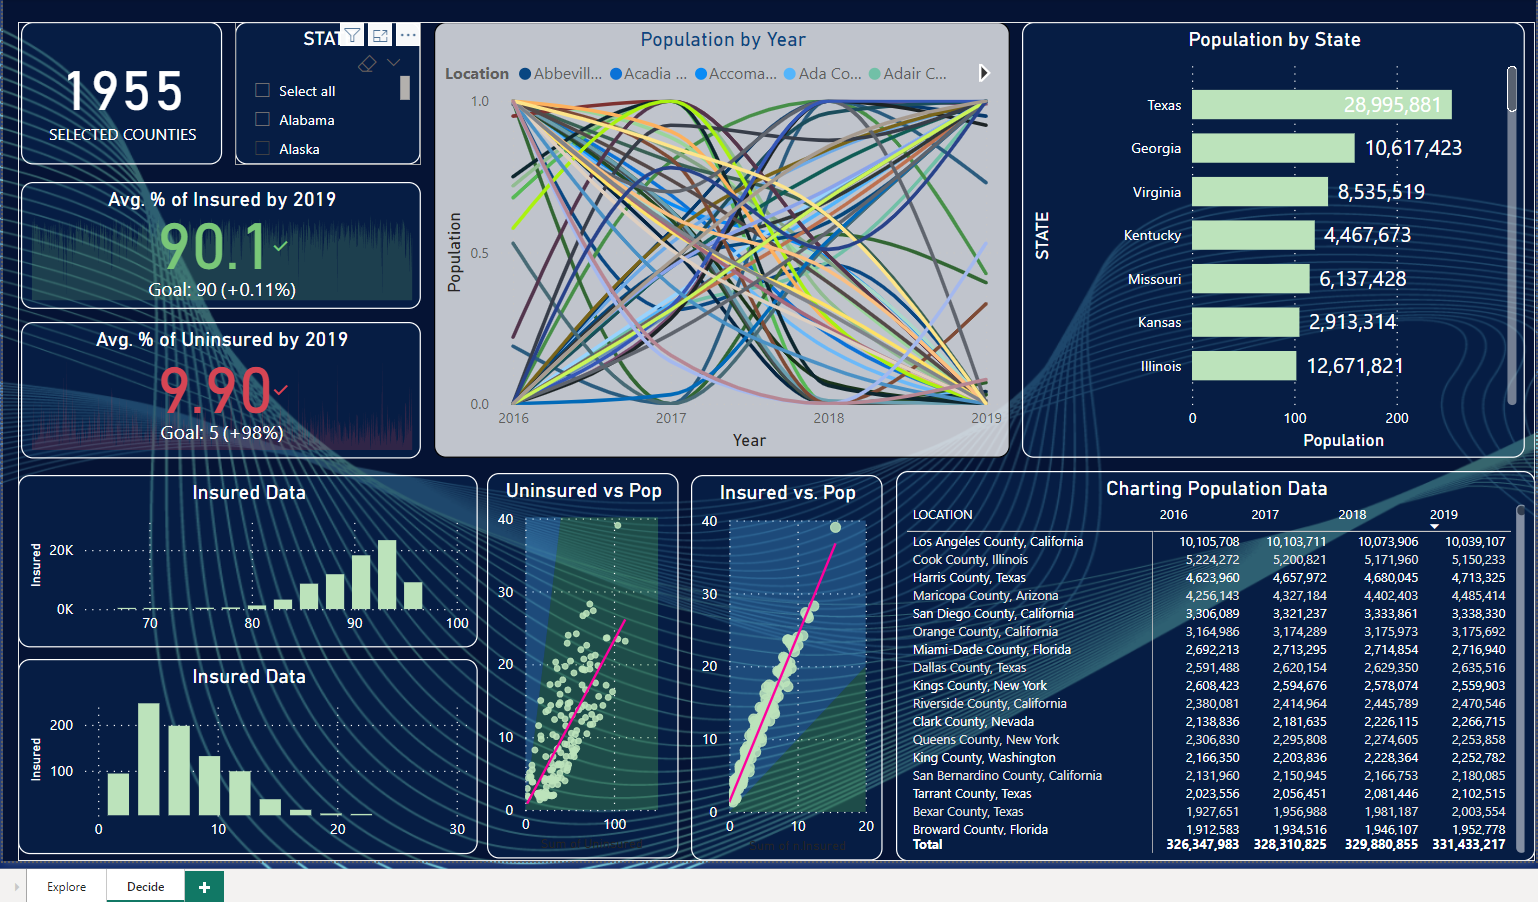 1955
SELECTED COUNTIES
STAT
Select all
Alabama
Alaska
Avg. % of Insured by 2019
90.1
Goal: 90 (+0.11%)
Avg. % of Uninsured by 2019
9.90
Goal: 5 (+98%)
Population by Year
Location Abbevill... Acadia ... Accoma... Ada Co... Adair C...
Population
1.0
0.5
0.0
2016 2017 2018 2019
Year
Population by State
STATE
Texas 28,995,881
Georgia 10,617,423
Virginia 8,535,519
Kentucky 4,467,673
Missouri 6,137,428
Kansas 2,913,314
Illinois 12,671,821
0 100 200
Population
Insured Data
Insured
20K
0K
70 80 90 100
Insured Data
Insured
200
100
0 10 20 30
Uninsured vs Pop
40
30
20
10
0
0 100
Insured vs. Pop
40
30
20
10
0
0 10 20
Sum of n Insured
Charting Population Data
LOCATION 2016 2017 2018 2019
Los Angeles County, California 10,105,708 10,103,711 10,073,906 10,039,107
Cook County, Illinois 5,224,272 5,200,821 5,171,960 5,150,233
Harris County, Texas 4,623,960 4,657,972 4,680,045 4,713,325
Maricopa County, Arizona 4,256,143 4,327,184 4,402,403 4,485,414
San Diego County, California 3,306,089 3,321,237 3,333,861 3,338,330
Orange County, California 3,164,986 3,174,289 3,175,973 3,175,692
Miami-Dade County, Florida 2,692,213 2,713,295 2,714,854 2,716,940
Dallas County, Texas 2,591,488 2,620,154 2,629,350 2,635,516
Kings County, New York 2,608,423 2,594,676 2,578,074 2,559,903
Riverside County, California 2,380,081 2,414,964 2,445,789 2,470,546
Clark County, Nevada 2,138,836 2,181,635 2,226,115 2,266,715
Queens County, New York 2,306,830 2,295,808 2,274,605 2,253,858
King County, Washington 2,166,350 2,203,836 2,228,364 2,252,782
San Bernardino County, California 2,131,960 2,150,945 2,166,753 2,180,085
Tarrant County, Texas 2,023,556 2,056,451 2,081,446 2,102,515
Bexar County, Texas 1,927,651 1,956,988 1,981,187 2,003,554
Broward County, Florida 1,912,583 1,934,516 1,946,107 1,952,778
Total 326,347,983 328,310,825 329,880,855 331,433,217
Explore
Decide